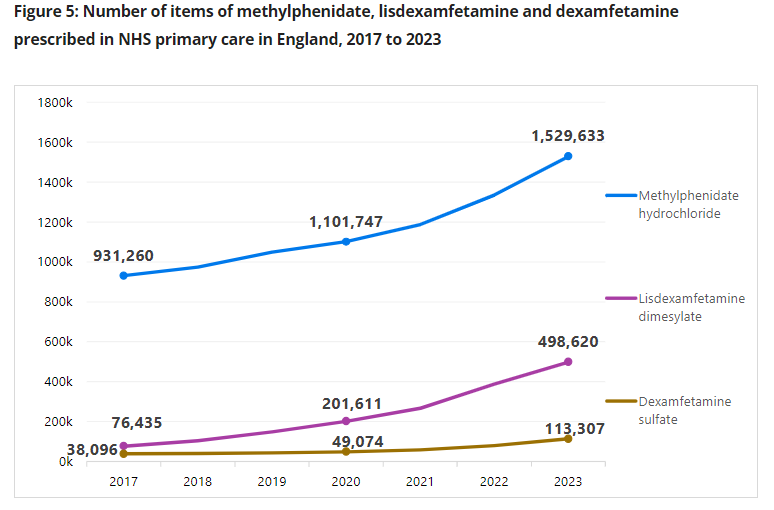 Figure 5: Number of items of methylphenidate, lisdexamfetamine and dexamfetamine
prescribed in NHS primary care in England, 2017 to 2023
1800k
1600k
1400k
1200k
1000k
800k
600k
400k
200k
0k
931,260
1,101,747
1,529,633
76,435
201,611
498,620
38,096
49,074
113,307
2017 2018 2019 2020 2021 2022 2023
Methylphenidate
hydrochloride
Lisdexamfetamine
dimesylate
Dexamfetamine
sulfate